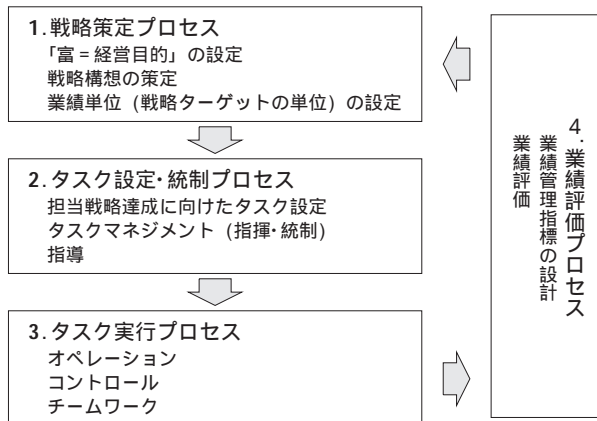 1.戦略策定プロセス
「富=経営目的」の設定
戦略構想の策定
業績単位(戦略ターゲットの単位)の設定
2.タスク設定・統制プロセス
担当戦略達成に向けたタスク設定
タスクマネジメント(指揮・統制)
指導
3.タスク実行プロセス
オペレーション
コントロール
チームワーク
4.業績評価プロセス
業績管理指標の設計
業績評価